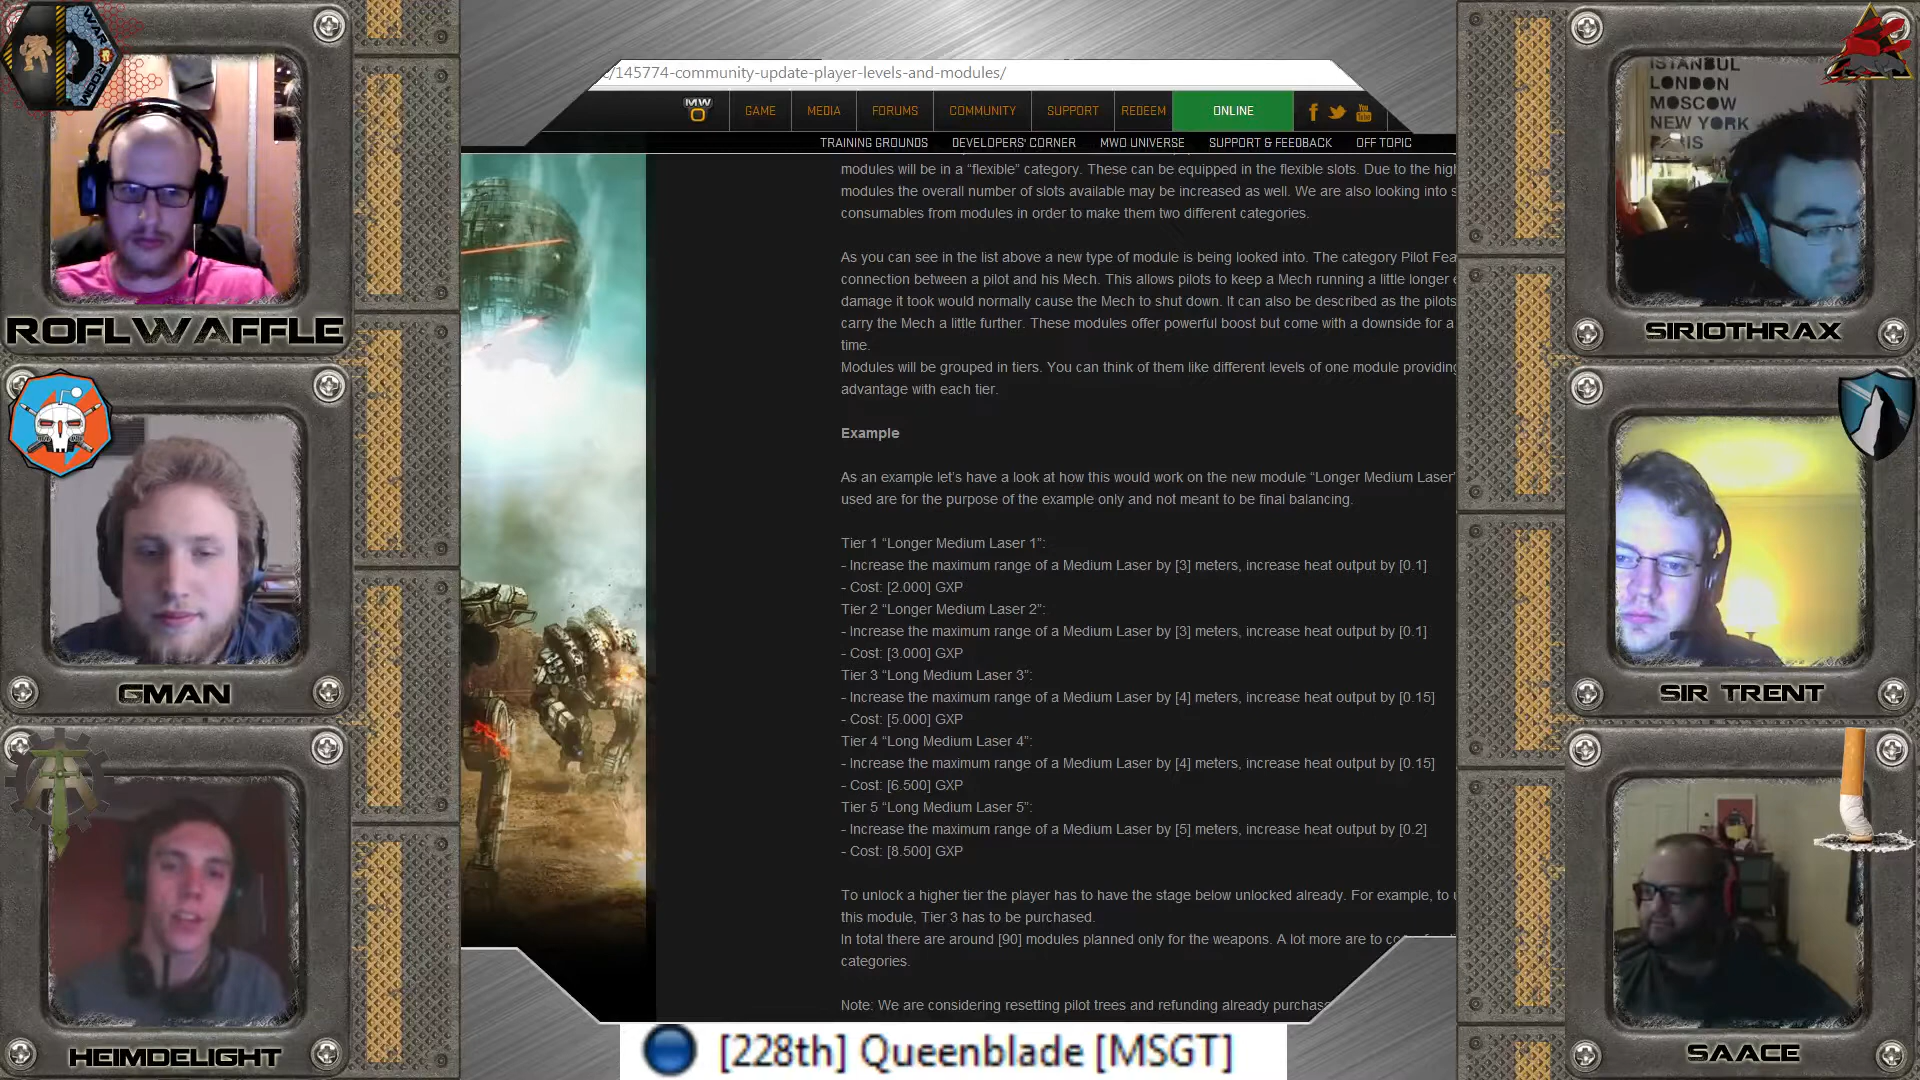 WAR ROOM
ROFLWAFFLE
GMAN
HEIMDELIGHT
/145774-community-update-player-levels-and-modules/
MW
O
GAME
MEDIA
FORUMS
COMMUNITY
SUPPORT
REDEEM
ONLINE
f
You
TRAINING GROUNDS
DEVELOPERS' CORNER
MWO UNIVERSE
SUPPORT & FEEDBACK
OFF TOPIC
modules will be in a “flexible” category. These can be equipped in the flexible slots. Due to the hig
modules the overall number of slots available may be increased as well. We are also looking into s
consumables from modules in order to make them two different categories.
As you can see in the list above a new type of module is being looked into. The category Pilot Fea
connection between a pilot and his Mech. This allows pilots to keep a Mech running a little longer e
damage it took would normally cause the Mech to shut down. It can also be described as the pilots
carry the Mech a little further. These modules offer powerful boost but come with a downside for a
time.
Modules will be grouped in tiers. You can think of them like different levels of one module providing
advantage with each tier.
Example
As an example let’s have a look at how this would work on the new module “Longer Medium Laser”
used are for the purpose of the example only and not meant to be final balancing.
Tier 1 “Longer Medium Laser 1”:
- Increase the maximum range of a Medium Laser by [3] meters, increase heat output by [0.1]
- Cost: [2.000] GXP
Tier 2 “Longer Medium Laser 2”:
- Increase the maximum range of a Medium Laser by [3] meters, increase heat output by [0.1]
- Cost: [3.000] GXP
Tier 3 “Long Medium Laser 3”:
- Increase the maximum range of a Medium Laser by [4] meters, increase heat output by [0.15]
- Cost: [5.000] GXP
Tier 4 “Long Medium Laser 4”:
- Increase the maximum range of a Medium Laser by [4] meters, increase heat output by [0.15]
- Cost: [6.500] GXP
Tier 5 “Long Medium Laser 5”:
- Increase the maximum range of a Medium Laser by [5] meters, increase heat output by [0.2]
- Cost: [8.500] GXP
To unlock a higher tier the player has to have the stage below unlocked already. For example, to
this module, Tier 3 has to be purchased.
In total there are around [90] modules planned only for the weapons. A lot more are to
categories.
Note: We are considering resetting pilot trees and refunding already purchas
[228th] Queenblade [MSGT]
ISTANBUL
LONDON
MOSCOW
NEW YORK
PARIS
SIRIOTHRAX
SIR TRENT
SAACE